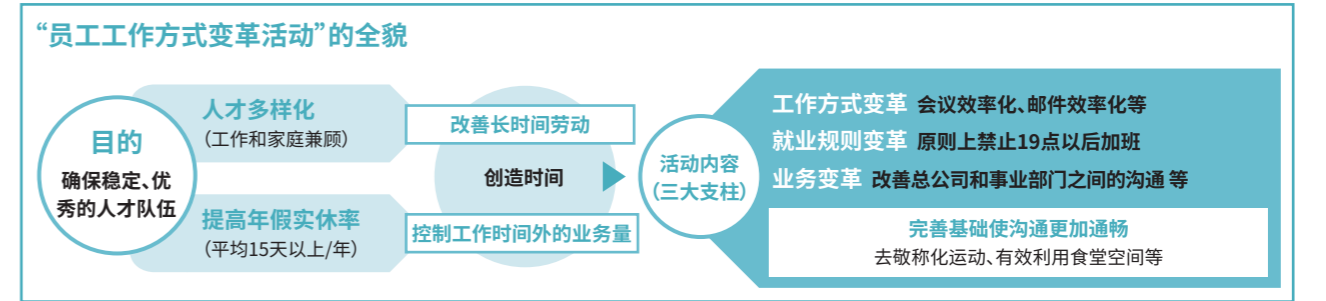 “员工工作方式变革活动”的全貌
目的
确保稳定、优
秀的人才队伍
人才多样化
（工作和家庭兼顾）
提高年假实休率
（平均15天以上/年）
改善长时间劳动
创造时间
控制工作时间外的业务量
活动内容
（三大支柱）
工作方式变革 会议效率化、邮件效率化等
就业规则变革 原则上禁止19点以后加班
业务变革 改善总公司和事业部门之间的沟通 等
完善基础使沟通更加通畅
去敬称化运动、有效利用食堂空间等